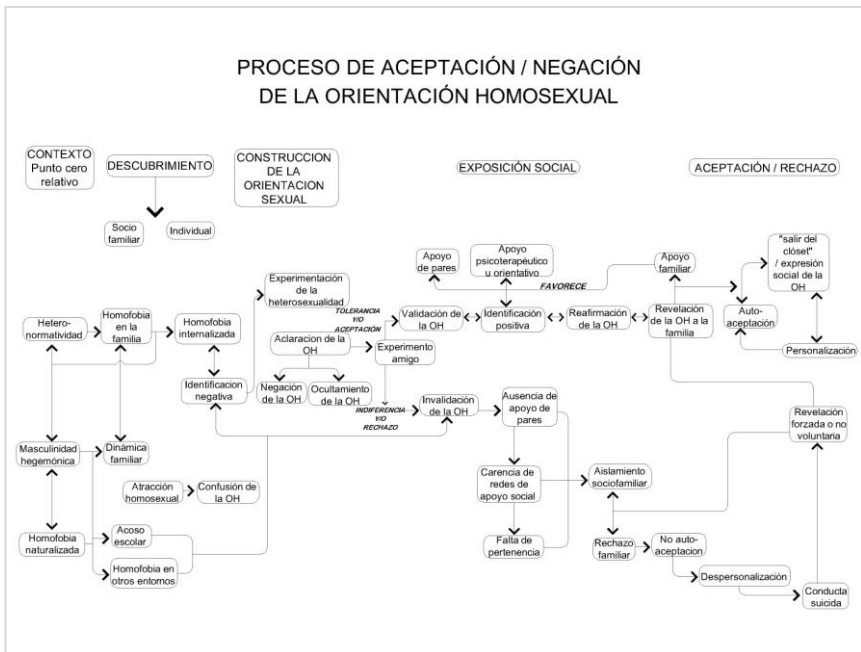 PROCESO DE ACEPTACIÓN / NEGACIÓN
DE LA ORIENTACIÓN HOMOSEXUAL
CONTEXTO
Punto cero
relativo
DESCUBRIMIENTO
CONSTRUCCION
DE LA
ORIENTACION
SEXUAL
EXPOSICIÓN SOCIAL
ACEPTACIÓN / RECHAZO
Socio
familiar
Individual
Hetero-
normatividad
Homofobia
en la
familia
Homofobia
internalizada
Identificacion
negativa
Masculinidad
hegemónica
Dinámica
familiar
Atracción
homosexual
Confusión de
la OH
Homofobia
naturalizada
Acoso
escolar
Homofobia en
otros entornos
Experimentación
de la
heterosexualidad
Aclaracion de la
OH
Negación
de la OH
Ocultamiento
de la OH
TOLERANCIA
Y/O
ACEPTACIÓN
Experimento
amigo
INDIFERENCIA
Y/O
RECHAZO
Apoyo
de pares
Apoyo
psicoterapéutico
u orientativo
FAVORECE
Apoyo
familiar
Validación de
la OH
Identificación
positiva
Reafirmación de
la OH
Revelación
de la OH a la
familia
"salir del
clóset"
/ expresión
social de la
OH
Auto-
aceptación
Personalización
Invalidación
de la OH
Ausencia de
apoyo de
pares
Carencia de
redes de
apoyo social
Falta de
pertenencia
Aislamiento
sociofamiliar
Rechazo
familiar
No auto-
aceptacion
Despersonalización
Conducta
suicida
Revelación
forzada o no
voluntaria